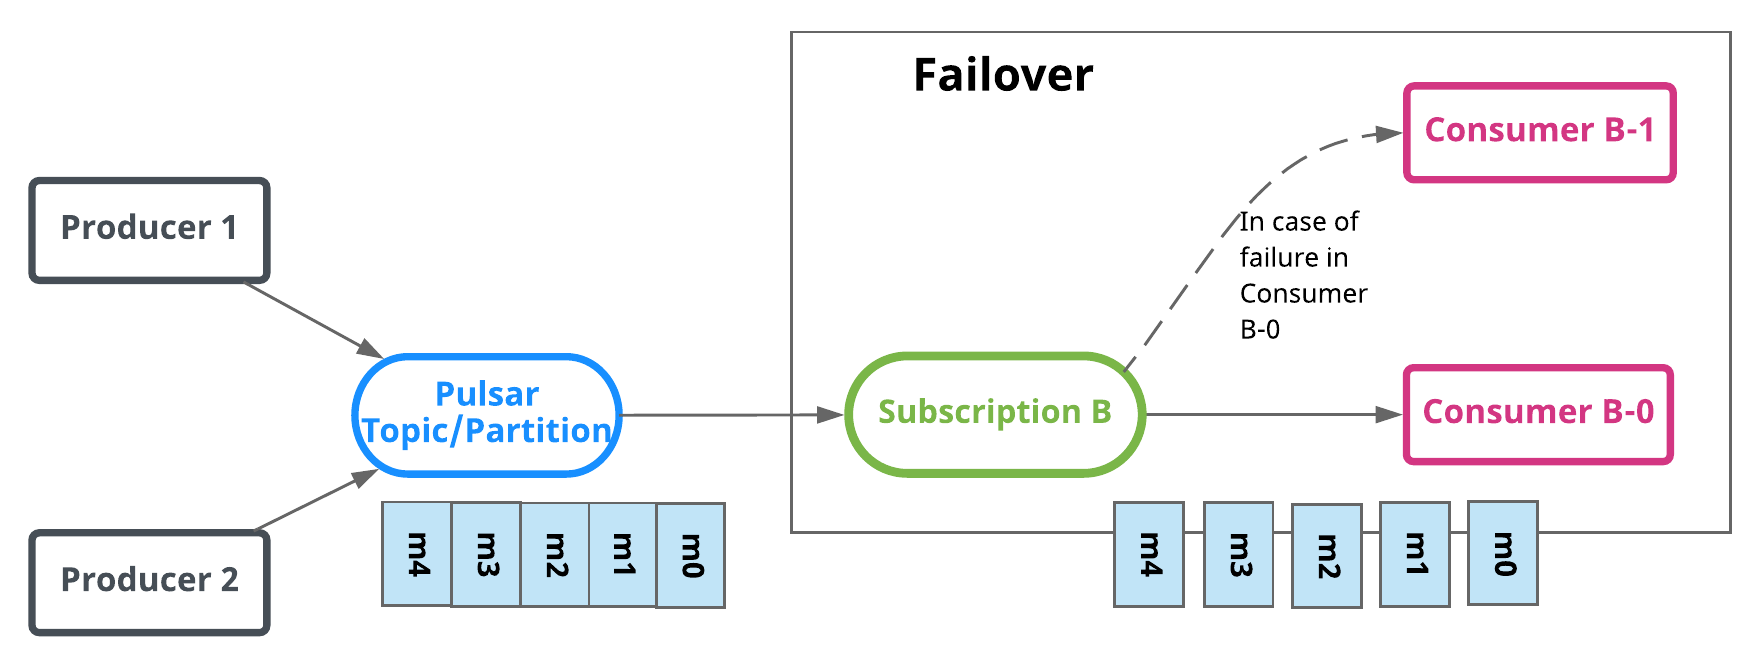 Failover
Consumer B-1
Producer 1
In case of
failure in
Consumer
B-0
Pulsar
Topic/Partition
Subscription B
Consumer B-0
Producer 2
m4
m3
m2
m1
m0
m4
m3
m2
m1
m0